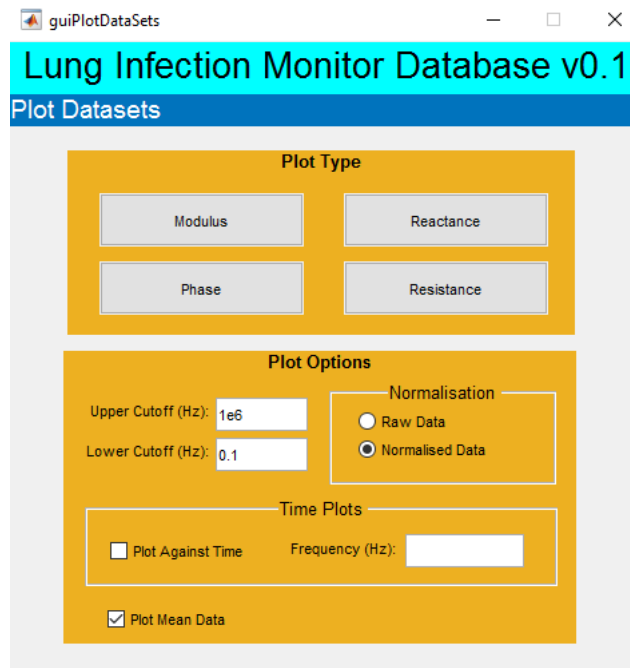 guiPlotDataSets
Lung Infection Monitor Database v0.1
Plot Datasets
Plot Type
Modulus
Reactance
Phase
Resistance
Plot Options
Upper Cutoff (Hz): 1e6
Lower Cutoff (Hz): 0.1
Normalisation
Raw Data
Normalised Data
Time Plots
Plot Against Time
Frequency (Hz):
Plot Mean Data